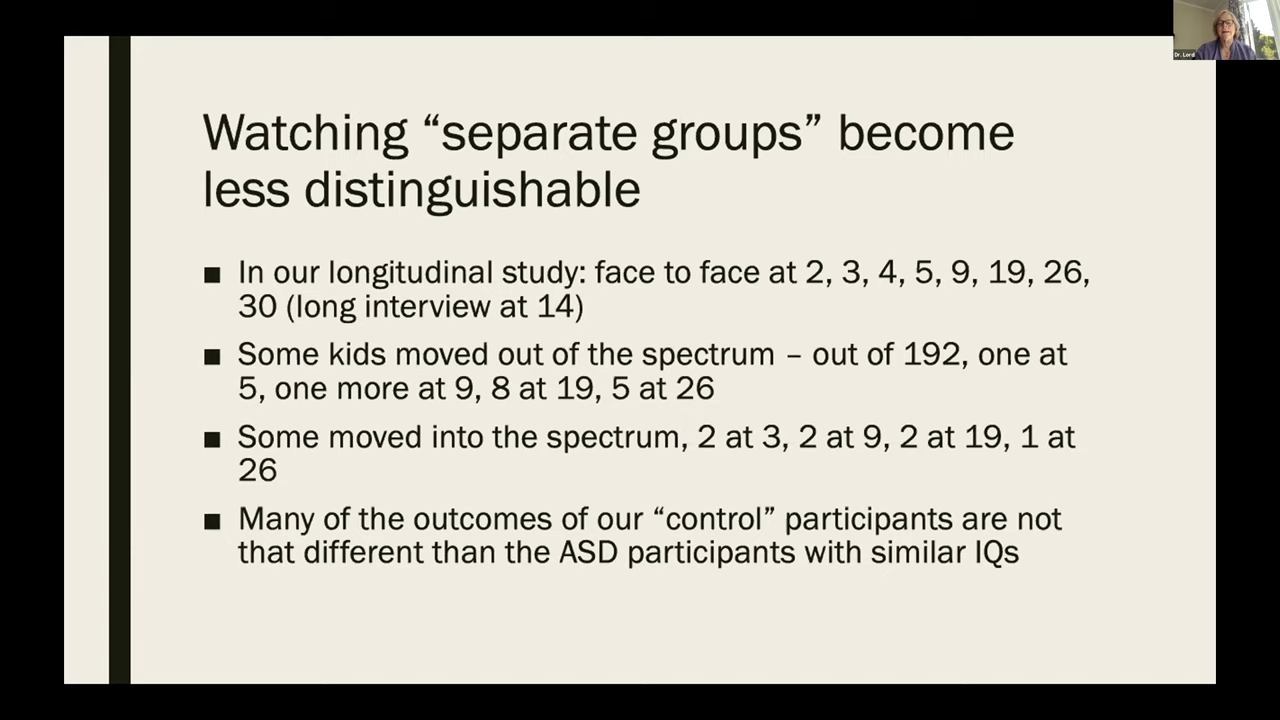 Dr. Lord
Watching “separate groups” become
less distinguishable
■ In our longitudinal study: face to face at 2, 3, 4, 5, 9, 19, 26,
30 (long interview at 14)
■ Some kids moved out of the spectrum – out of 192, one at
5, one more at 9, 8 at 19, 5 at 26
■ Some moved into the spectrum, 2 at 3, 2 at 9, 2 at 19, 1 at
26
■ Many of the outcomes of our “control” participants are not
that different than the ASD participants with similar IQs